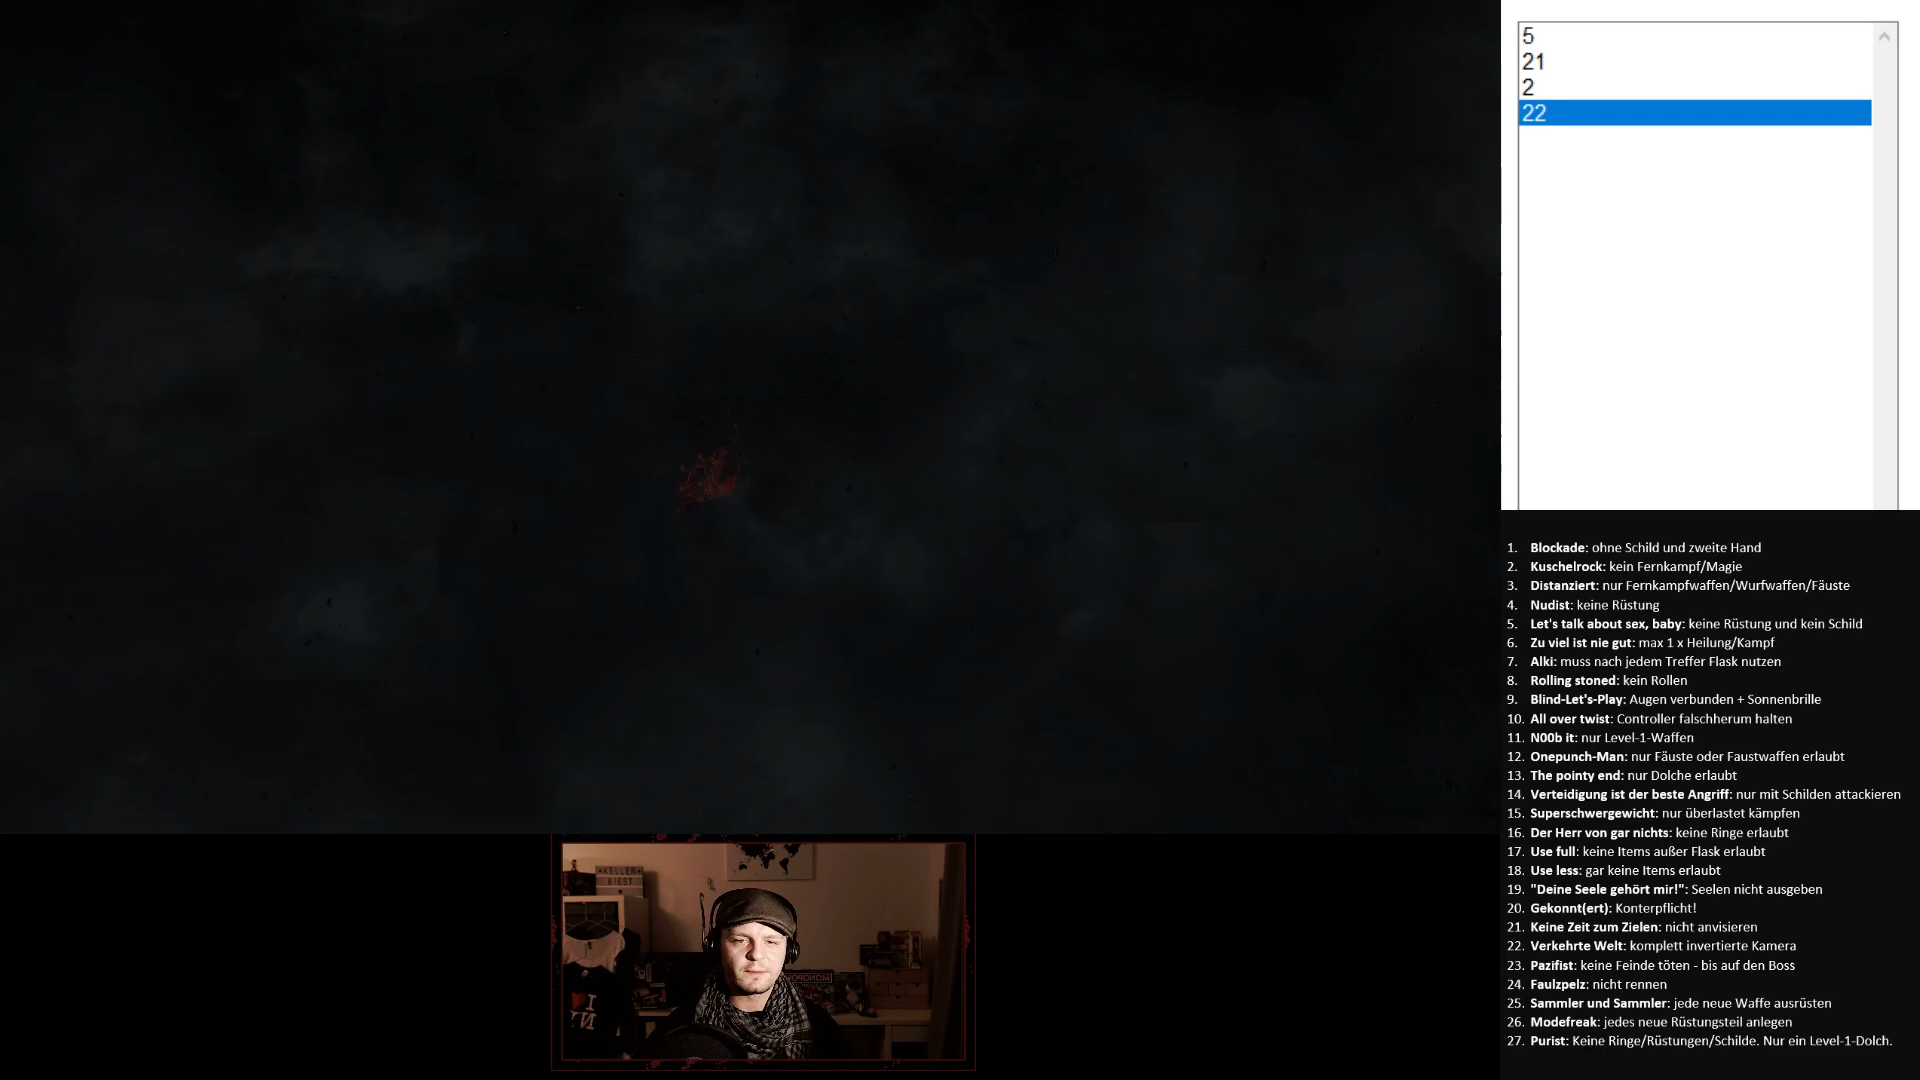 5
21
2
22
1. Blockade: ohne Schild und zweite Hand
2. Kuschelrock: kein Fernkampf/Magie
3. Distanziert: nur Fernkampfwaffen/Wurfwaffen/Fäuste
4. Nudist: keine Rüstung
5. Let's talk about sex, baby: keine Rüstung und kein Schild
6. Zu viel ist nie gut: max 1 x Heilung/Kampf
7. Alki: muss nach jedem Treffer Flask nutzen
8. Rolling stoned: kein Rollen
9. Blind-Let's-Play: Augen verbunden + Sonnenbrille
10. All over twist: Controller falschherum halten
11. N00b it: nur Level-1-Waffen
12. Onepunch-Man: nur Fäuste oder Faustwaffen erlaubt
13. The pointy end: nur Dolche erlaubt
14. Verteidigung ist der beste Angriff: nur mit Schilden attackieren
15. Superschwergewicht: nur überlastet kämpfen
16. Der Herr von gar nichts: keine Ringe erlaubt
17. Use full: keine Items außer Flask erlaubt
18. Use less: gar keine Items erlaubt
19. "Deine Seele gehört mir!": Seelen nicht ausgeben
20. Gekonnt(ert): Konterpflicht!
21. Keine Zeit zum Zielen: nicht anvisieren
22. Verkehrte Welt: komplett invertierte Kamera
23. Pazifist: keine Feinde töten - bis auf den Boss
24. Faulzpelz: nicht rennen
25. Sammler und Sammler: jede neue Waffe ausrüsten
26. Modefreak: jedes neue Rüstungsteil anlegen
27. Purist: Keine Ringe/Rüstungen/Schilde. Nur ein Level-1-Dolch.
KELLER
BIEST
MONOPOLY